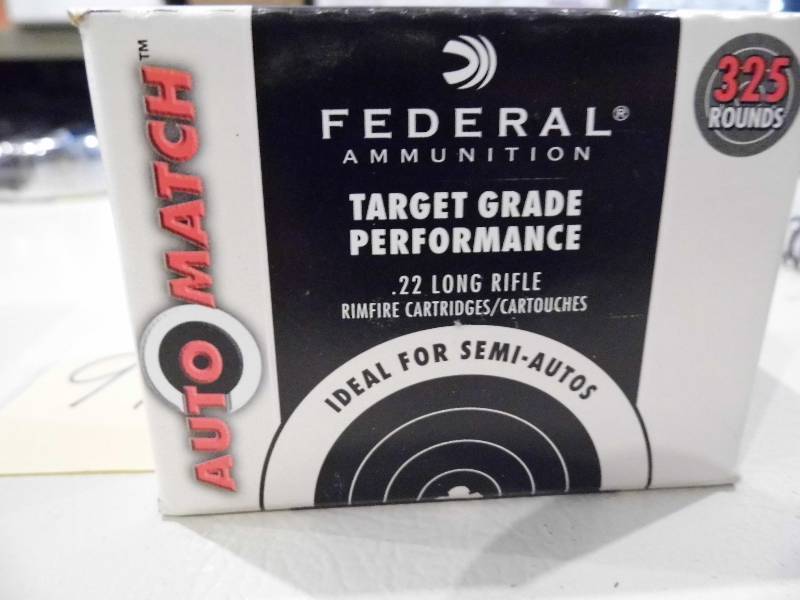 AUTO MATCH™
FEDERAL®
AMMUNITION
TARGET GRADE
PERFORMANCE
.22 LONG RIFLE
RIMFIRE CARTRIDGES/CARTOUCHES
IDEAL FOR SEMI-AUTOS
325
ROUNDS